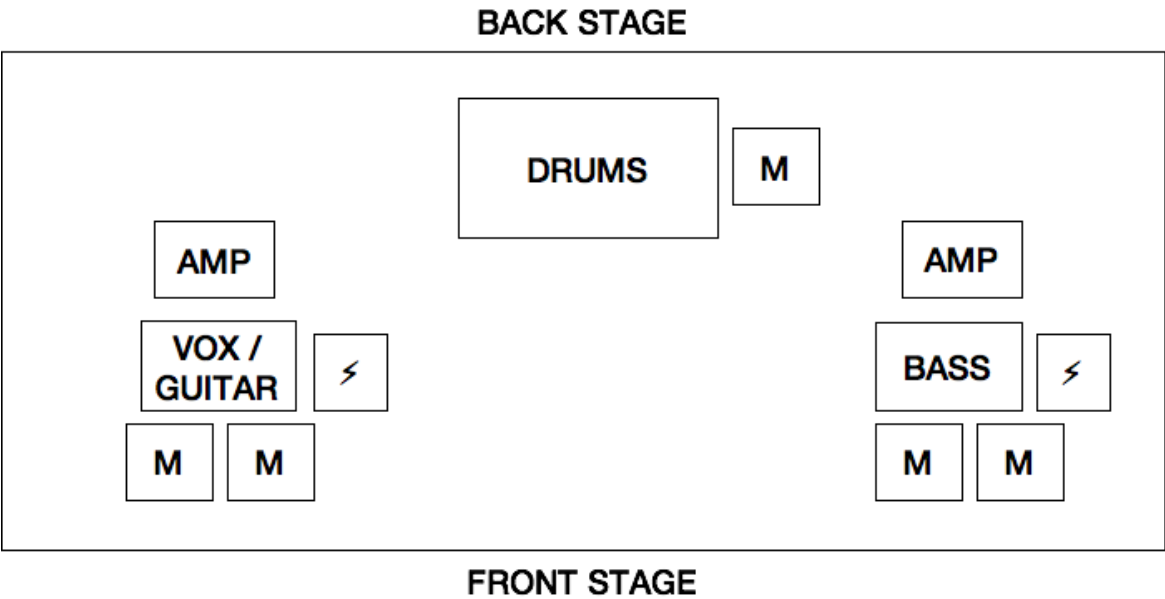 BACK STAGE
DRUMS
M
AMP
AMP
VOX /
GUITAR
⚡
BASS
⚡
M
M
M
M
FRONT STAGE